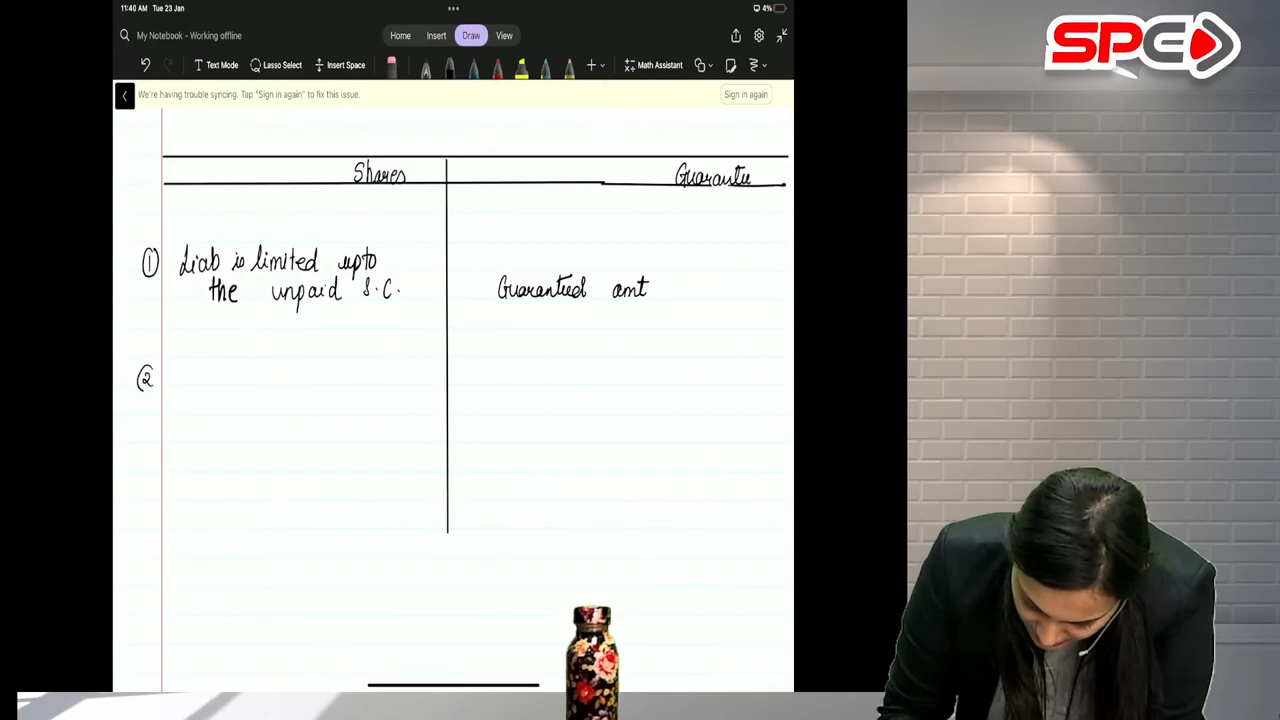 11:40 AM Tue 23 Jan
4%
My Notebook - Working offline
Home Insert Draw View
Text Mode Lasso Select Insert Space Math Assistant
We're having trouble syncing. Tap "Sign in again" to fix this issue.
Sign in again
SPC
Shares Guarantee
① Liab is limited upto
the unpaid S.C. Guaranteed amt
(2